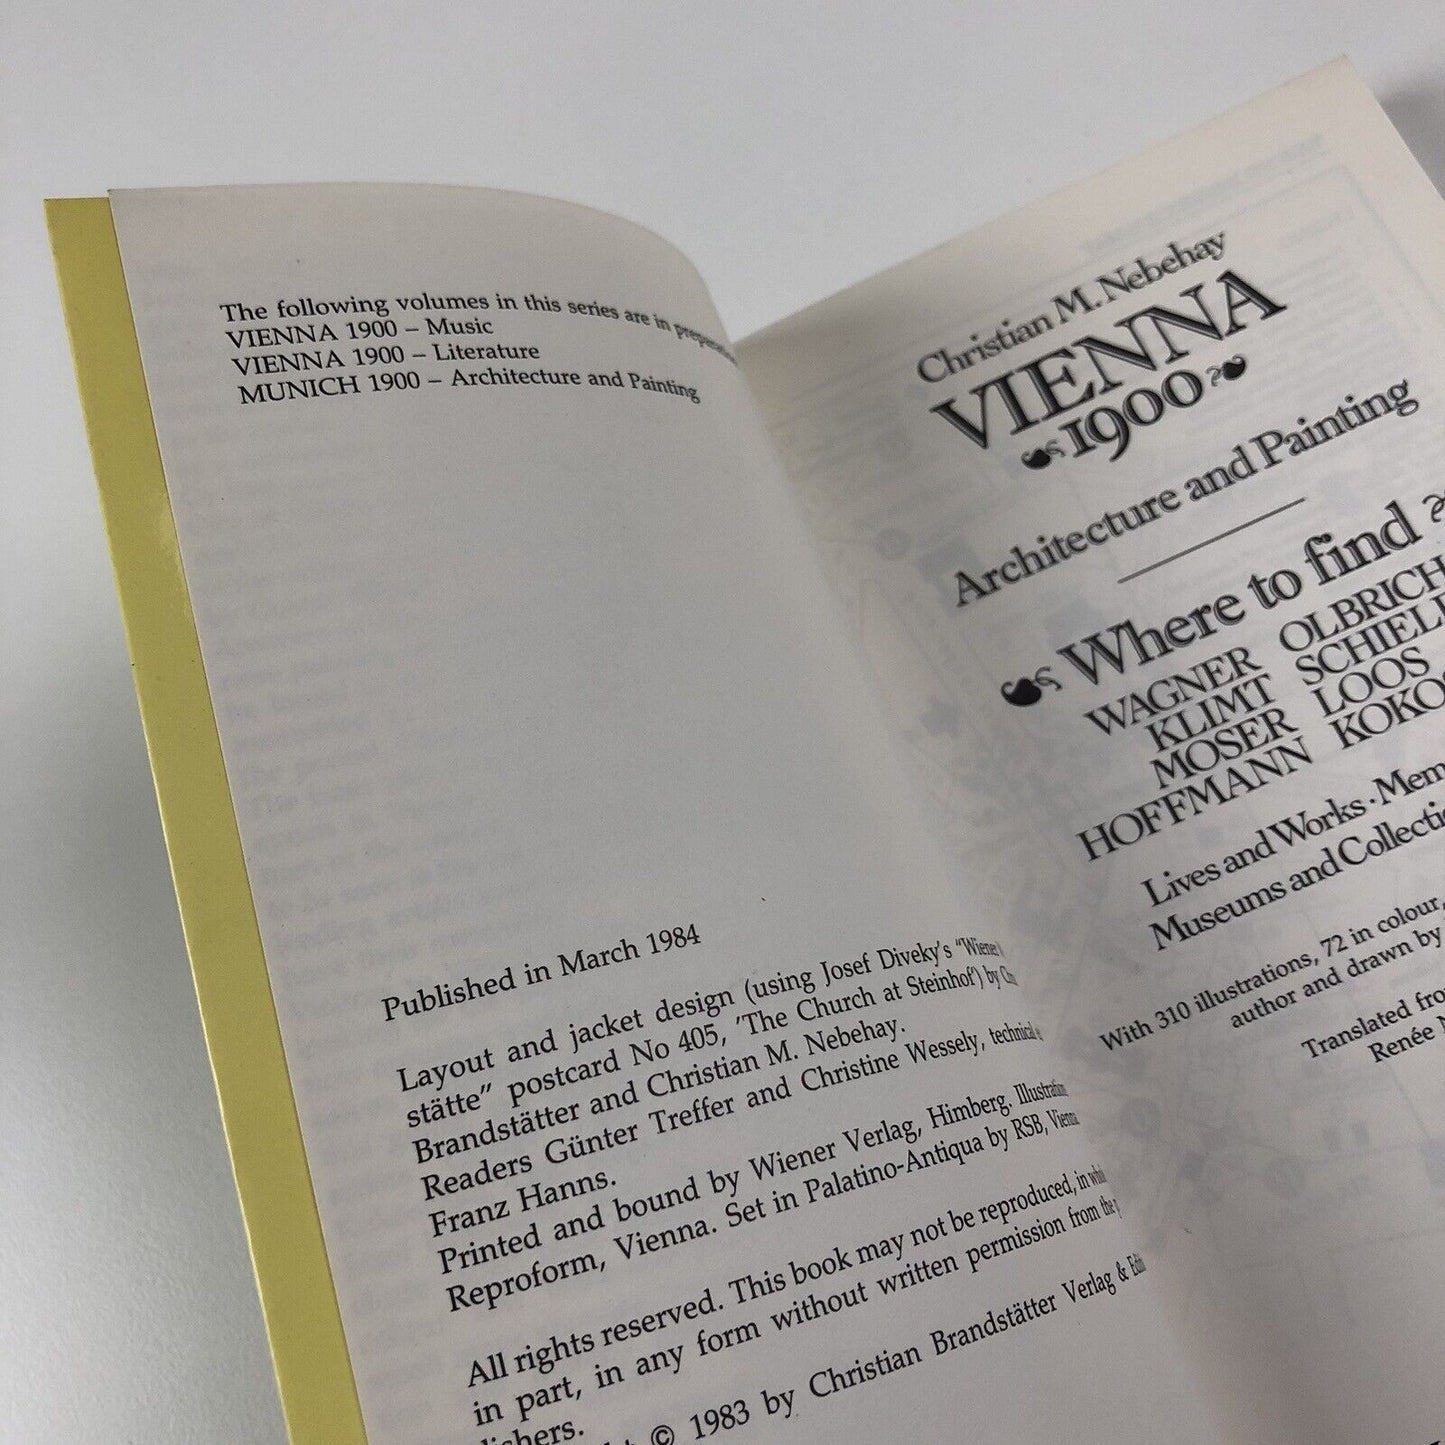 The following volumes in this series are in
VIENNA 1900 – Music
VIENNA 1900 – Literature
MUNICH 1900 – Architecture and Painting
Published in March 1984
Layout and jacket design (using Josef Diveky's "Wiener
stätte" postcard No 405, 'The Church at Steinhof') by
Brandstätter and Christian M. Nebehay.
Readers Günter Treffer and Christine Wessely, technical
Franz Hanns.
Printed and bound by Wiener Verlag, Himberg. Illustration
Reproform, Vienna. Set in Palatino-Antiqua by RSB, Vienna
All rights reserved. This book may not be reproduced, in
in part, in any form without written permission from the
© 1983 by Christian Brandstätter Verlag &
Christian M. Nebehay
VIENNA
1900
Architecture and Painting
Where to find
WAGNER OLBRICH
KLIMT
MOSER LOOS
HOFFMANN
Lives and Works ·
Museums and
With 310 illustrations, 72 in colour,
author and drawn by
Translated
Renée